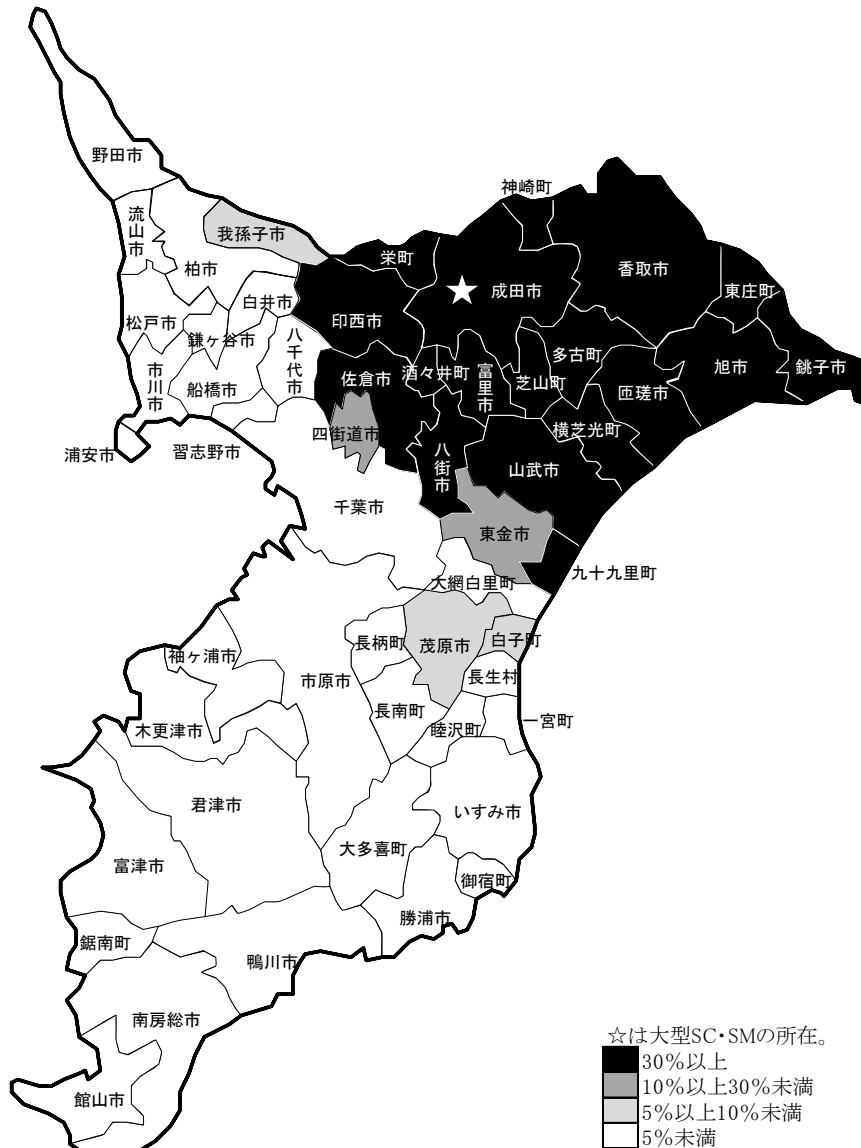 野田市
流山市
我孫子市
柏市
白井市
松戸市
鎌ヶ谷市
八千代市
市川市
船橋市
浦安市
習志野市
神崎町
栄町
成田市
香取市
東庄町
印西市
酒々井町
富里市
芝山町
多古町
匝瑳市
旭市
銚子市
佐倉市
四街道市
八街市
横芝光町
山武市
千葉市
東金市
九十九里町
大網白里町
茂原市
白子町
長柄町
長生村
袖ヶ浦市
市原市
長南町
睦沢町
一宮町
木更津市
君津市
いすみ市
大多喜町
富津市
御宿町
勝浦市
鋸南町
鴨川市
南房総市
館山市
☆は大型SC・SMの所在。
30%以上
10%以上30%未満
5%以上10%未満
5%未満